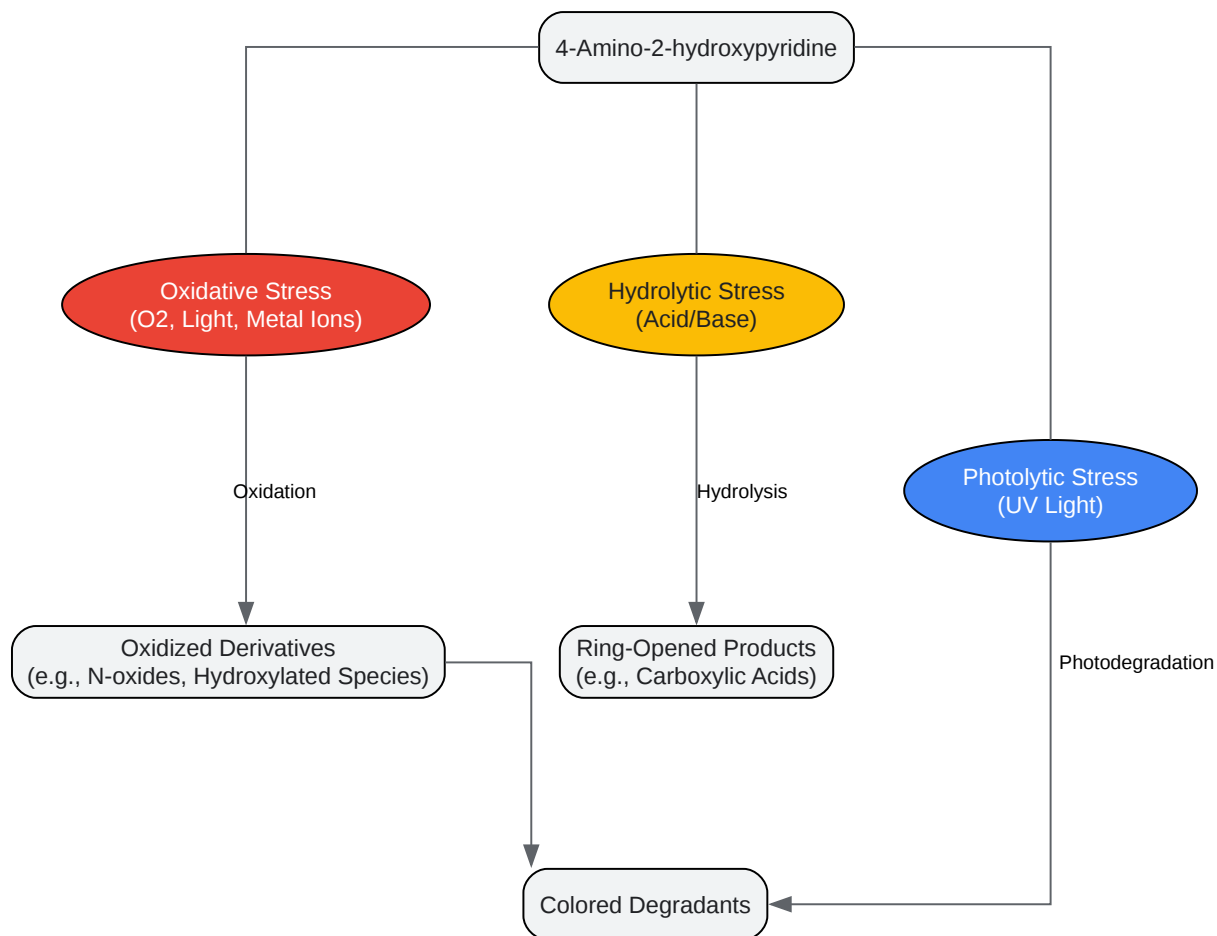 4-Amino-2-hydroxypyridine
Oxidative Stress
(O2, Light, Metal Ions)
Hydrolytic Stress
(Acid/Base)
Photolytic Stress
(UV Light)
Oxidation
Hydrolysis
Oxidized Derivatives
(e.g., N-oxides, Hydroxylated Species)
Ring-Opened Products
(e.g., Carboxylic Acids)
Photodegradation
Colored Degradants